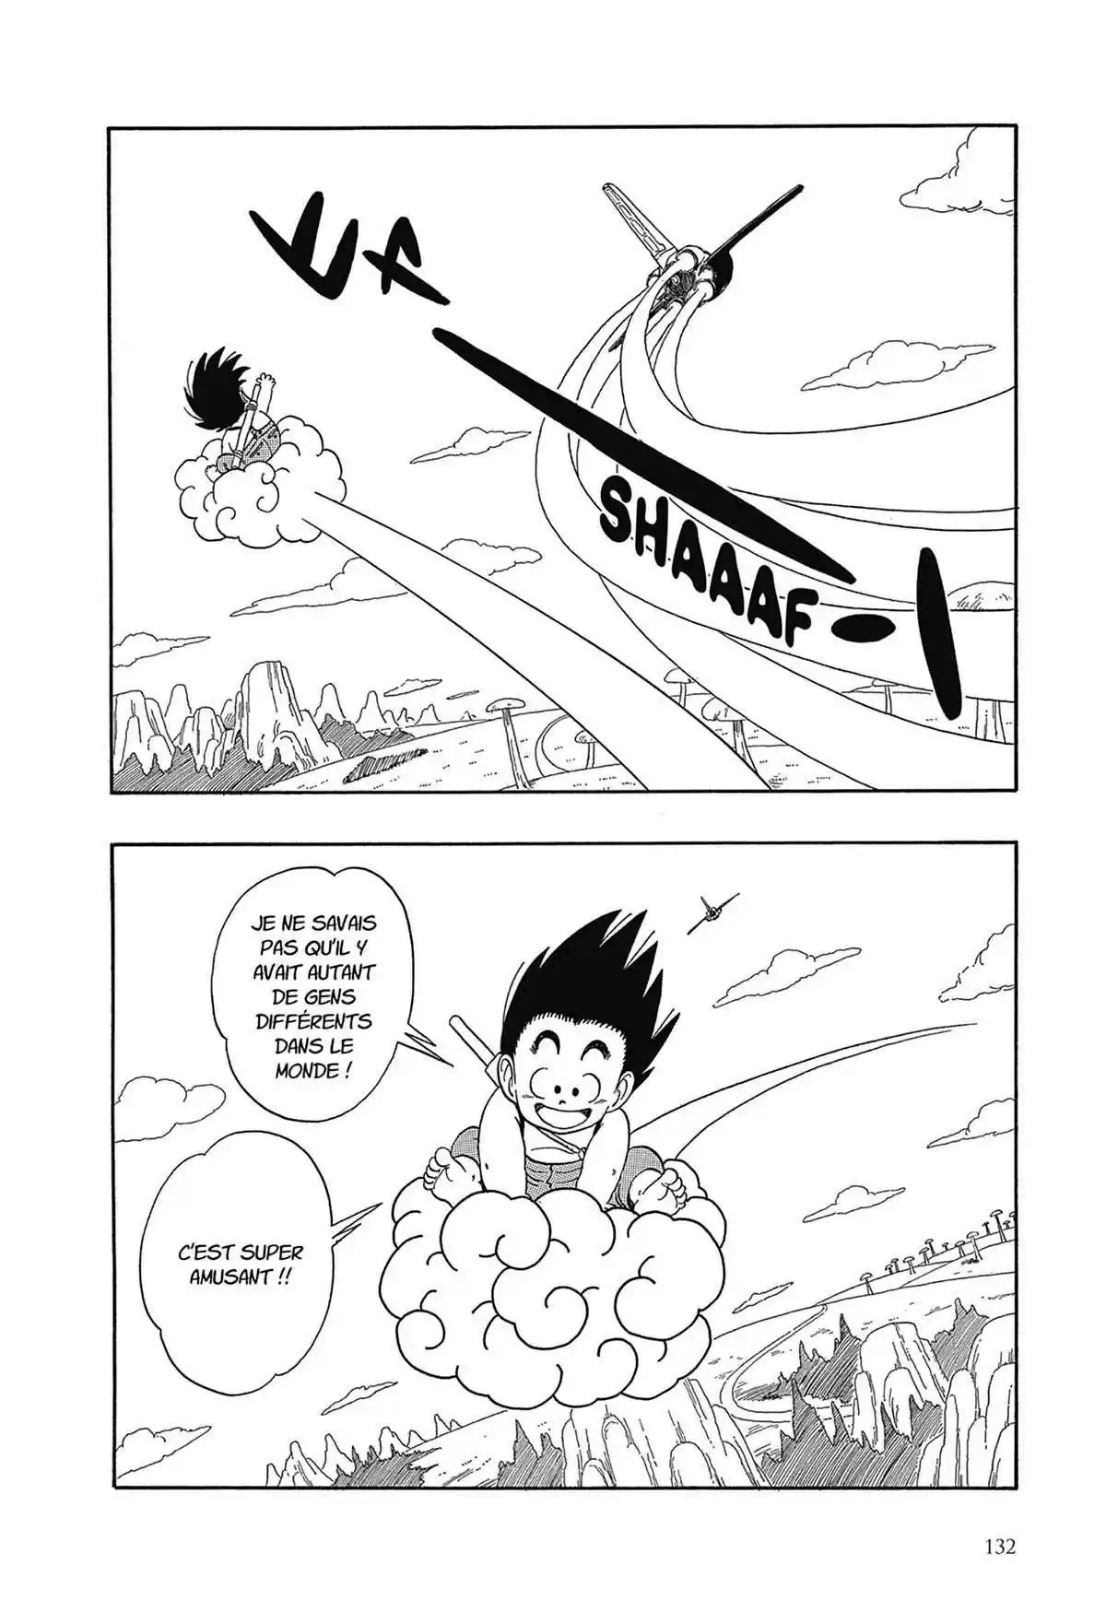 SHAAAF
JE NE SAVAIS
PAS QU'IL Y
AVAIT AUTANT
DE GENS
DIFFÉRENTS
DANS LE
MONDE !
C'EST SUPER
AMUSANT !!
132